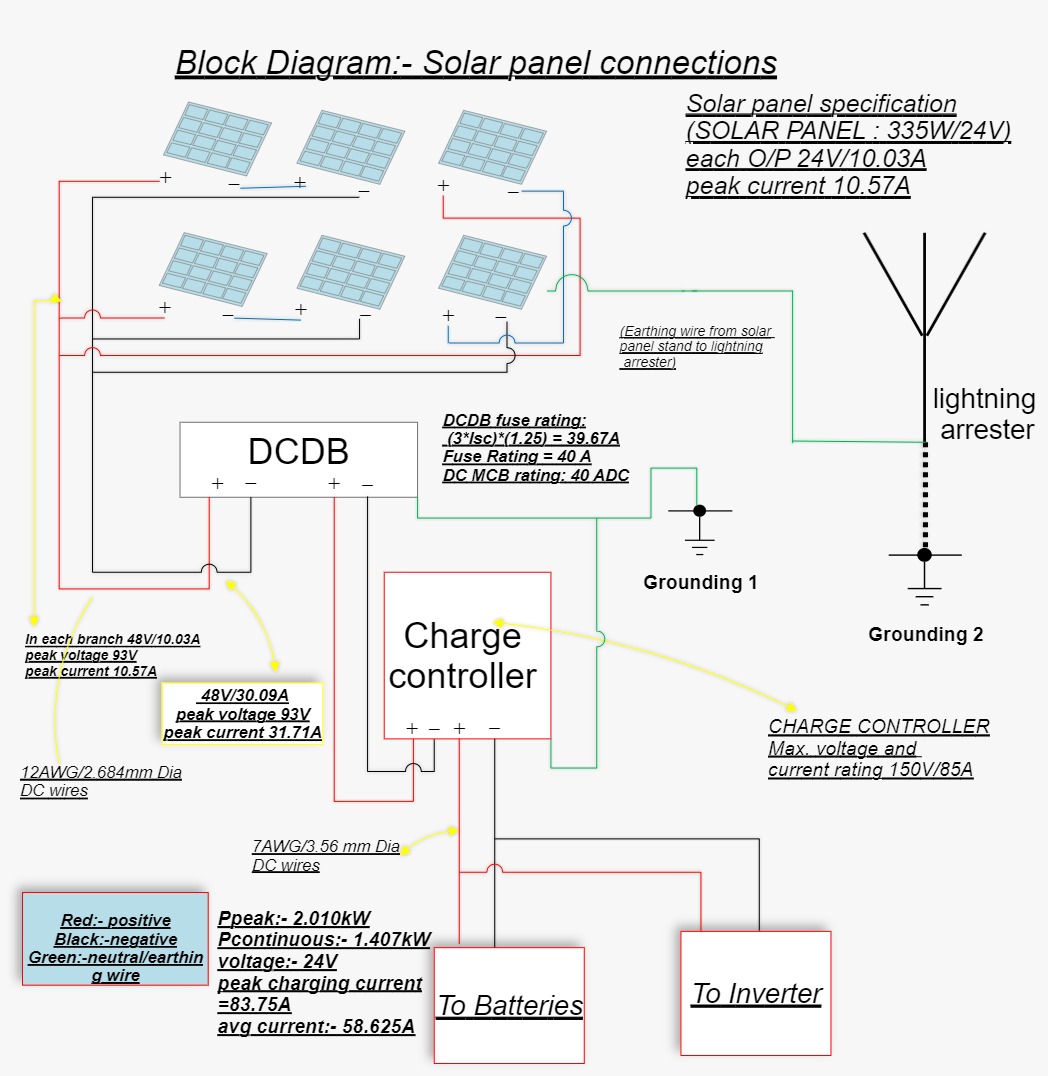 Block Diagram:- Solar panel connections
Solar panel specification
(SOLAR PANEL : 335W/24V)
each O/P 24V/10.03A
peak current 10.57A
+ − + − + −
+ − + − + −
(Earthing wire from solar
panel stand to lightning
arrester)
lightning
arrester
DCDB
+ − + −
DCDB fuse rating:
(3*Isc)*(1.25) = 39.67A
Fuse Rating = 40 A
DC MCB rating: 40 ADC
Grounding 1
Grounding 2
In each branch 48V/10.03A
peak voltage 93V
peak current 10.57A
48V/30.09A
peak voltage 93V
peak current 31.71A
Charge
controller
+ − + −
CHARGE CONTROLLER
Max. voltage and
current rating 150V/85A
12AWG/2.684mm Dia
DC wires
7AWG/3.56 mm Dia
DC wires
Red:- positive
Black:-negative
Green:-neutral/earthin
g wire
Ppeak:- 2.010kW
Pcontinuous:- 1.407kW
voltage:- 24V
peak charging current
=83.75A
avg current:- 58.625A
To Batteries
To Inverter